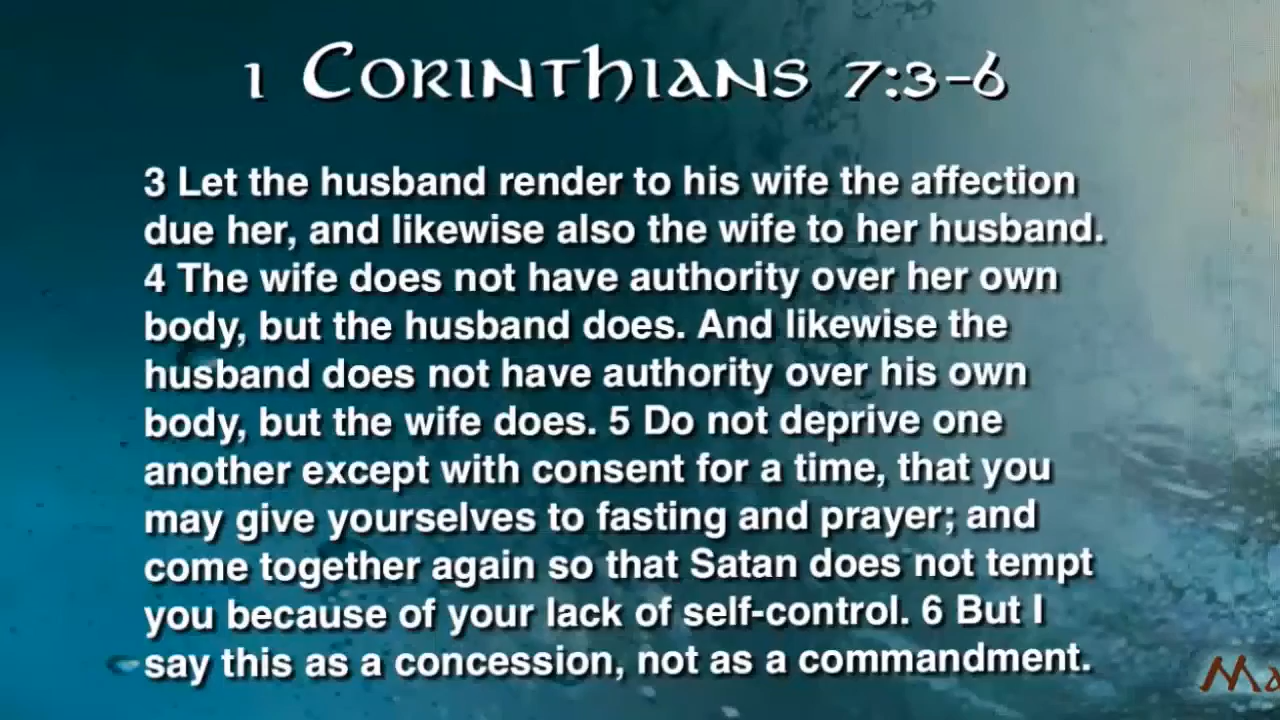 1 Corinthians 7:3-6
3 Let the husband render to his wife the affection
due her, and likewise also the wife to her husband.
4 The wife does not have authority over her own
body, but the husband does. And likewise the
husband does not have authority over his own
body, but the wife does. 5 Do not deprive one
another except with consent for a time, that you
may give yourselves to fasting and prayer; and
come together again so that Satan does not tempt
you because of your lack of self-control. 6 But I
say this as a concession, not as a commandment.